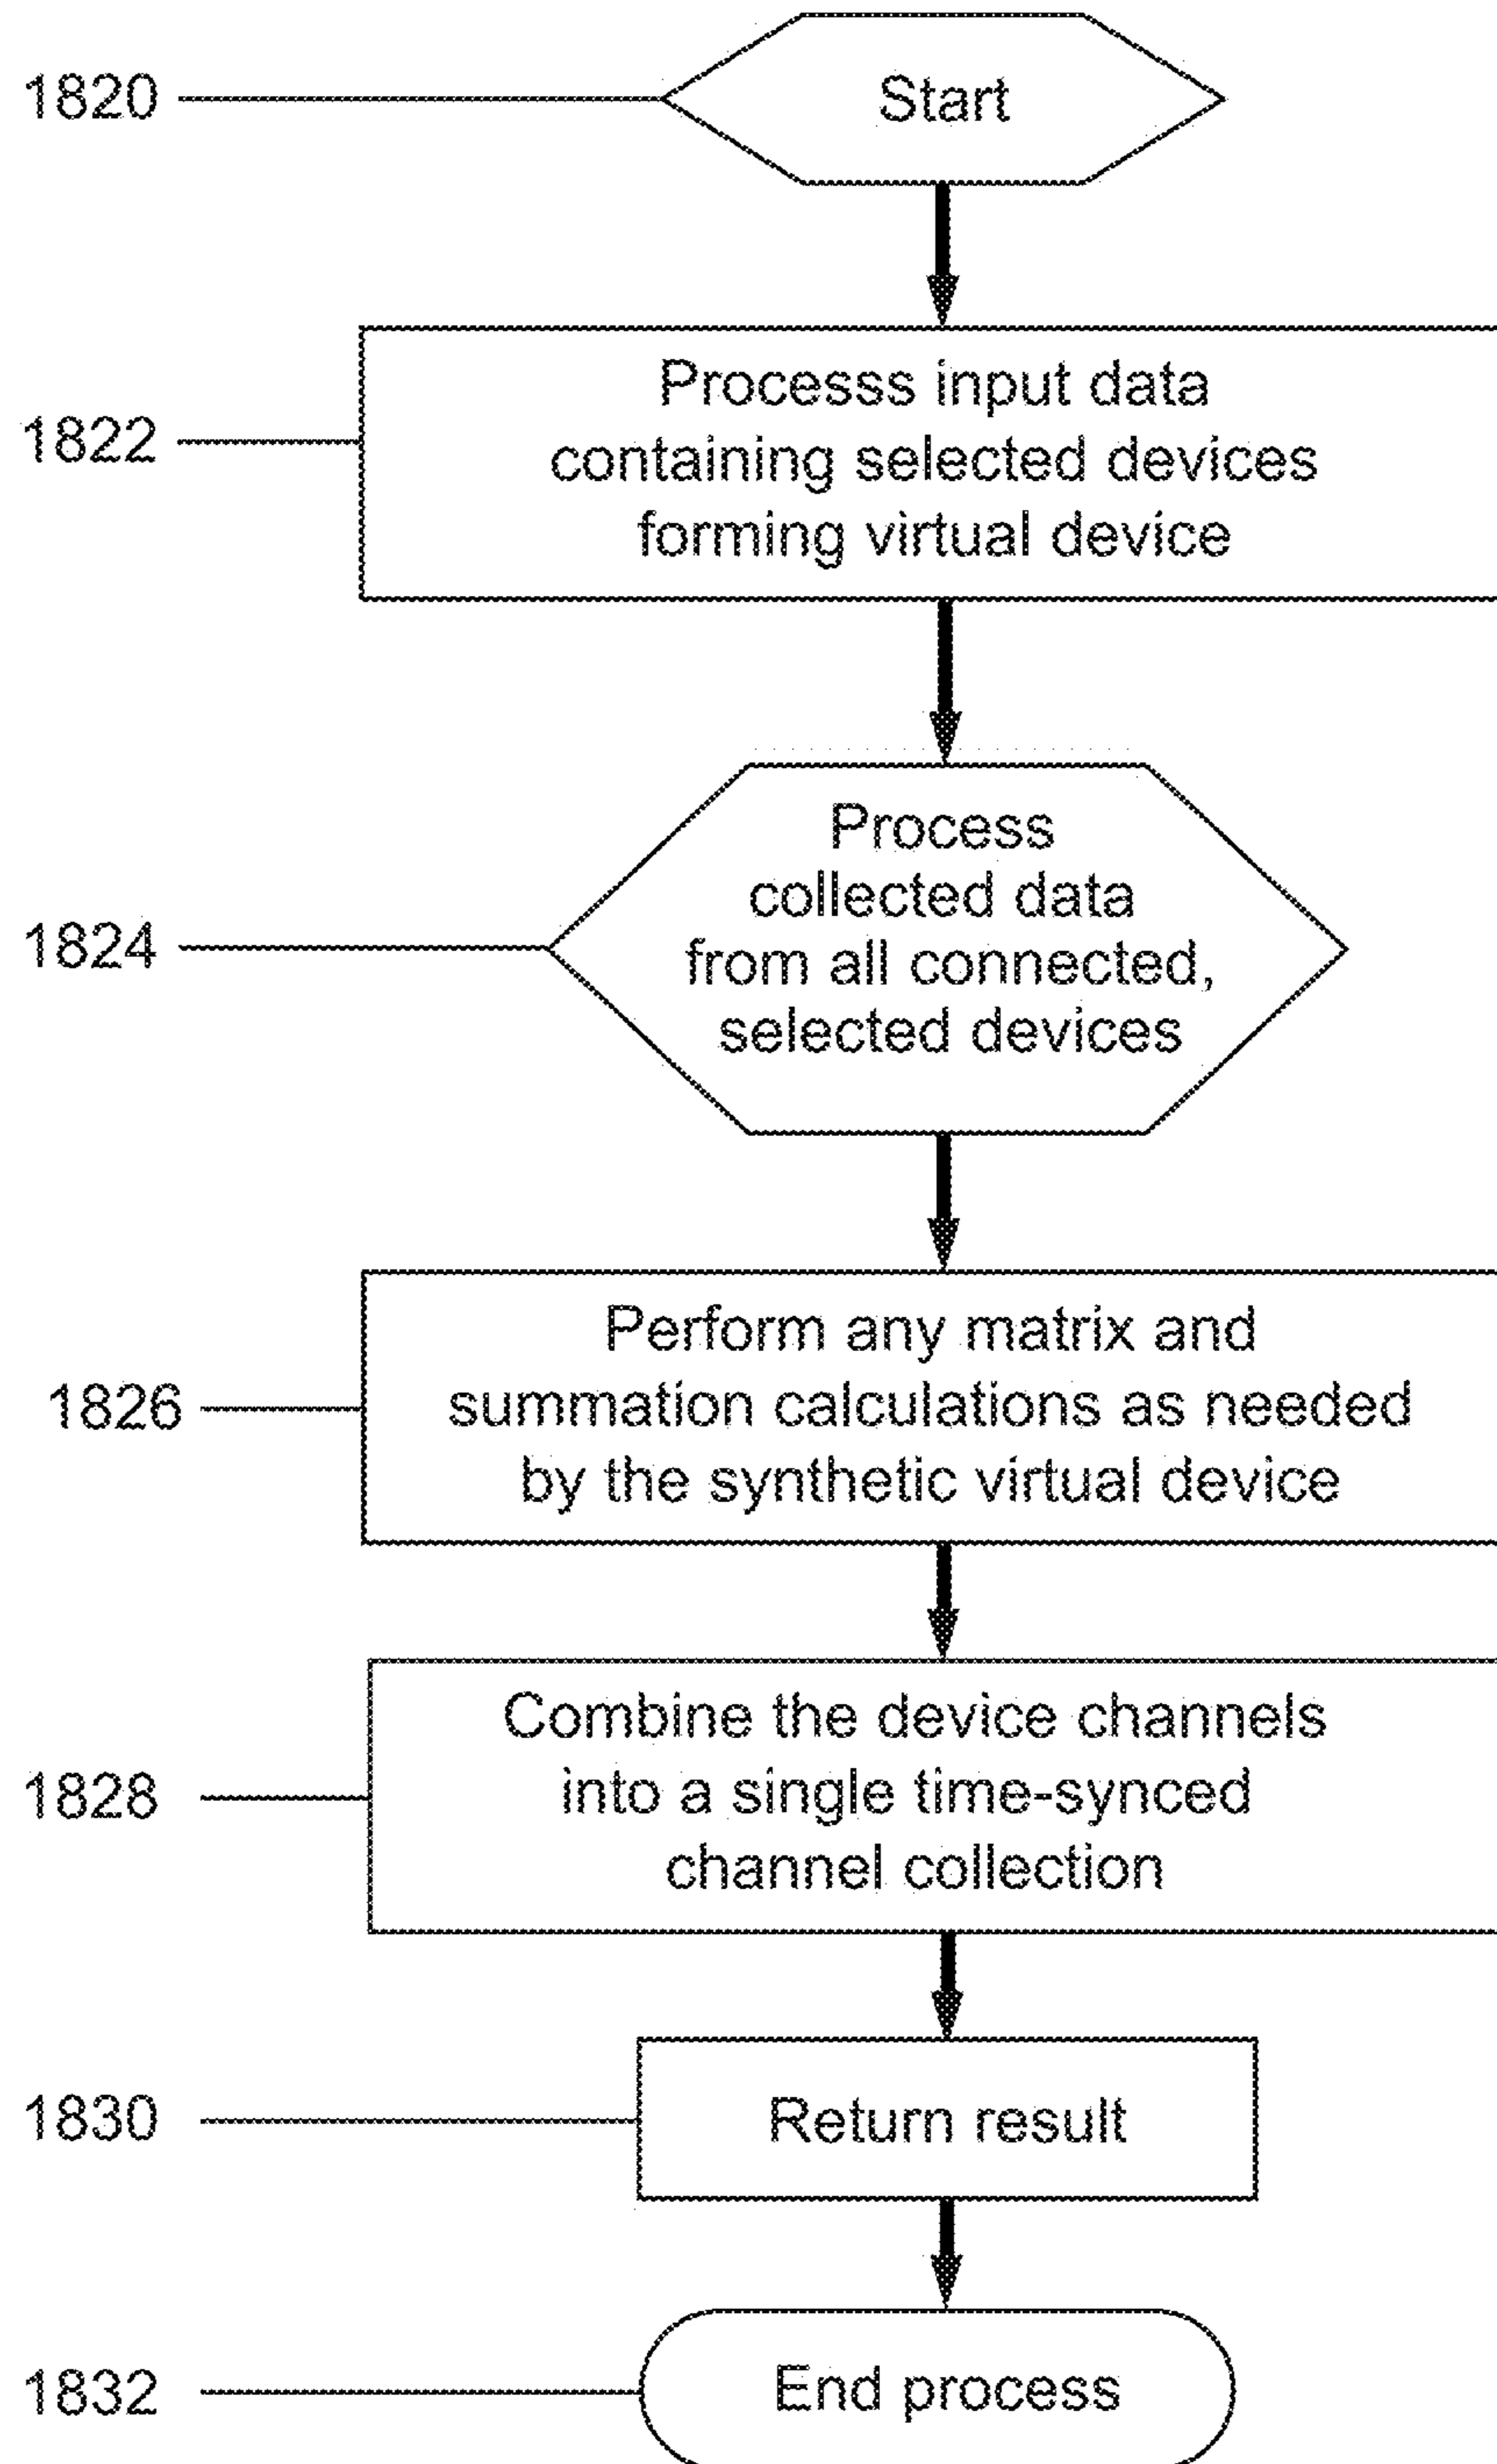 1820
Start
1822
Processs input data
containing selected devices
forming virtual device
1824
Process
collected data
from all connected,
selected devices
1826
Perform any matrix and
summation calculations as needed
by the synthetic virtual device
1828
Combine the device channels
into a single time-synced
channel collection
1830
Return result
1832
End process